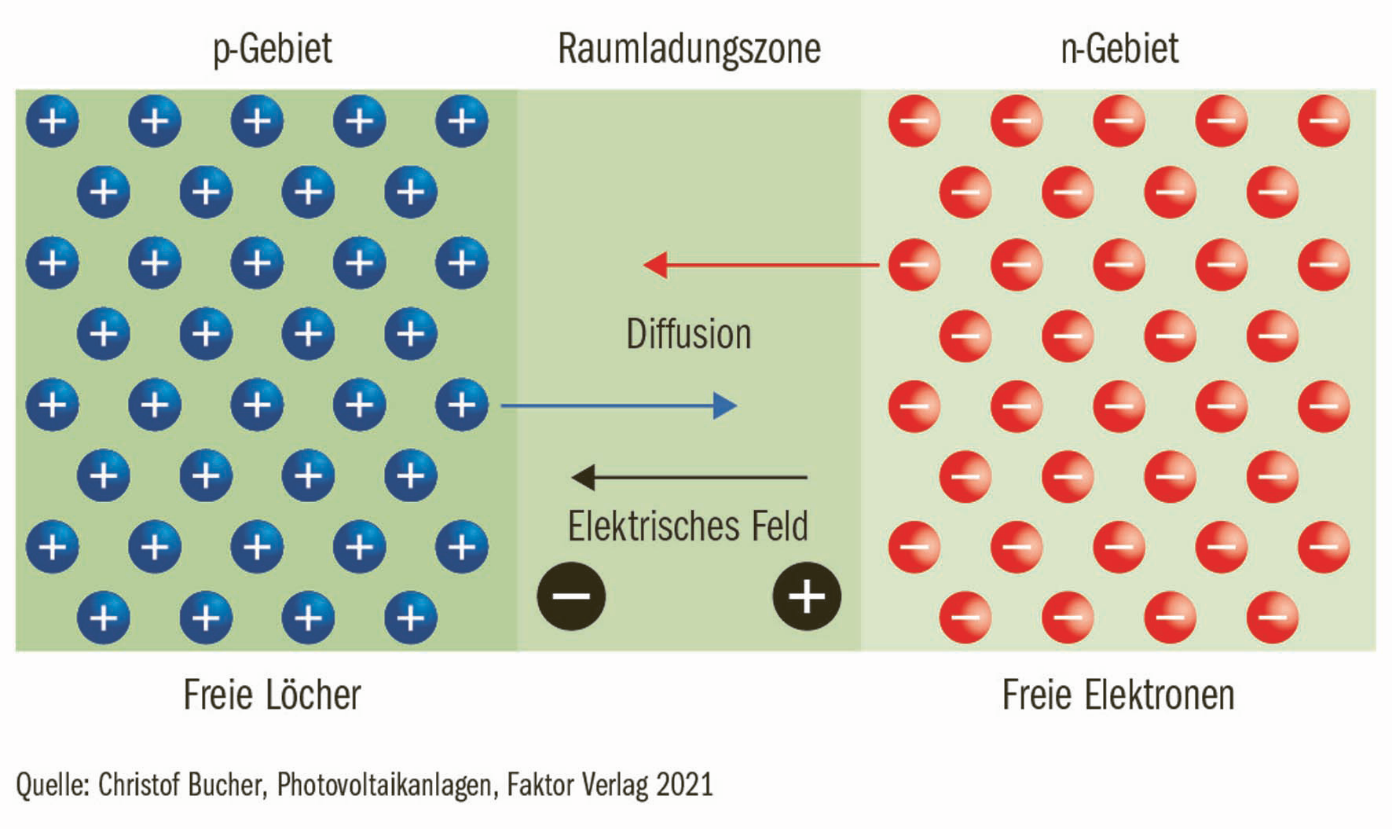 p-Gebiet
Raumladungszone
n-Gebiet
Diffusion
Elektrisches Feld
Freie Löcher
Freie Elektronen
Quelle: Christof Bucher, Photovoltaikanlagen, Faktor Verlag 2021